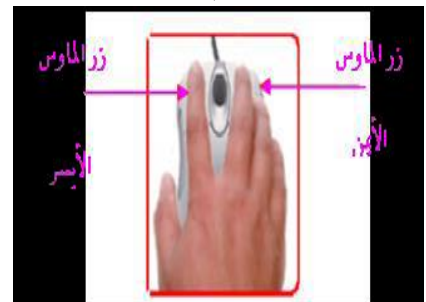 زر الماوس
الأيمن
زر الماوس
الأيسر